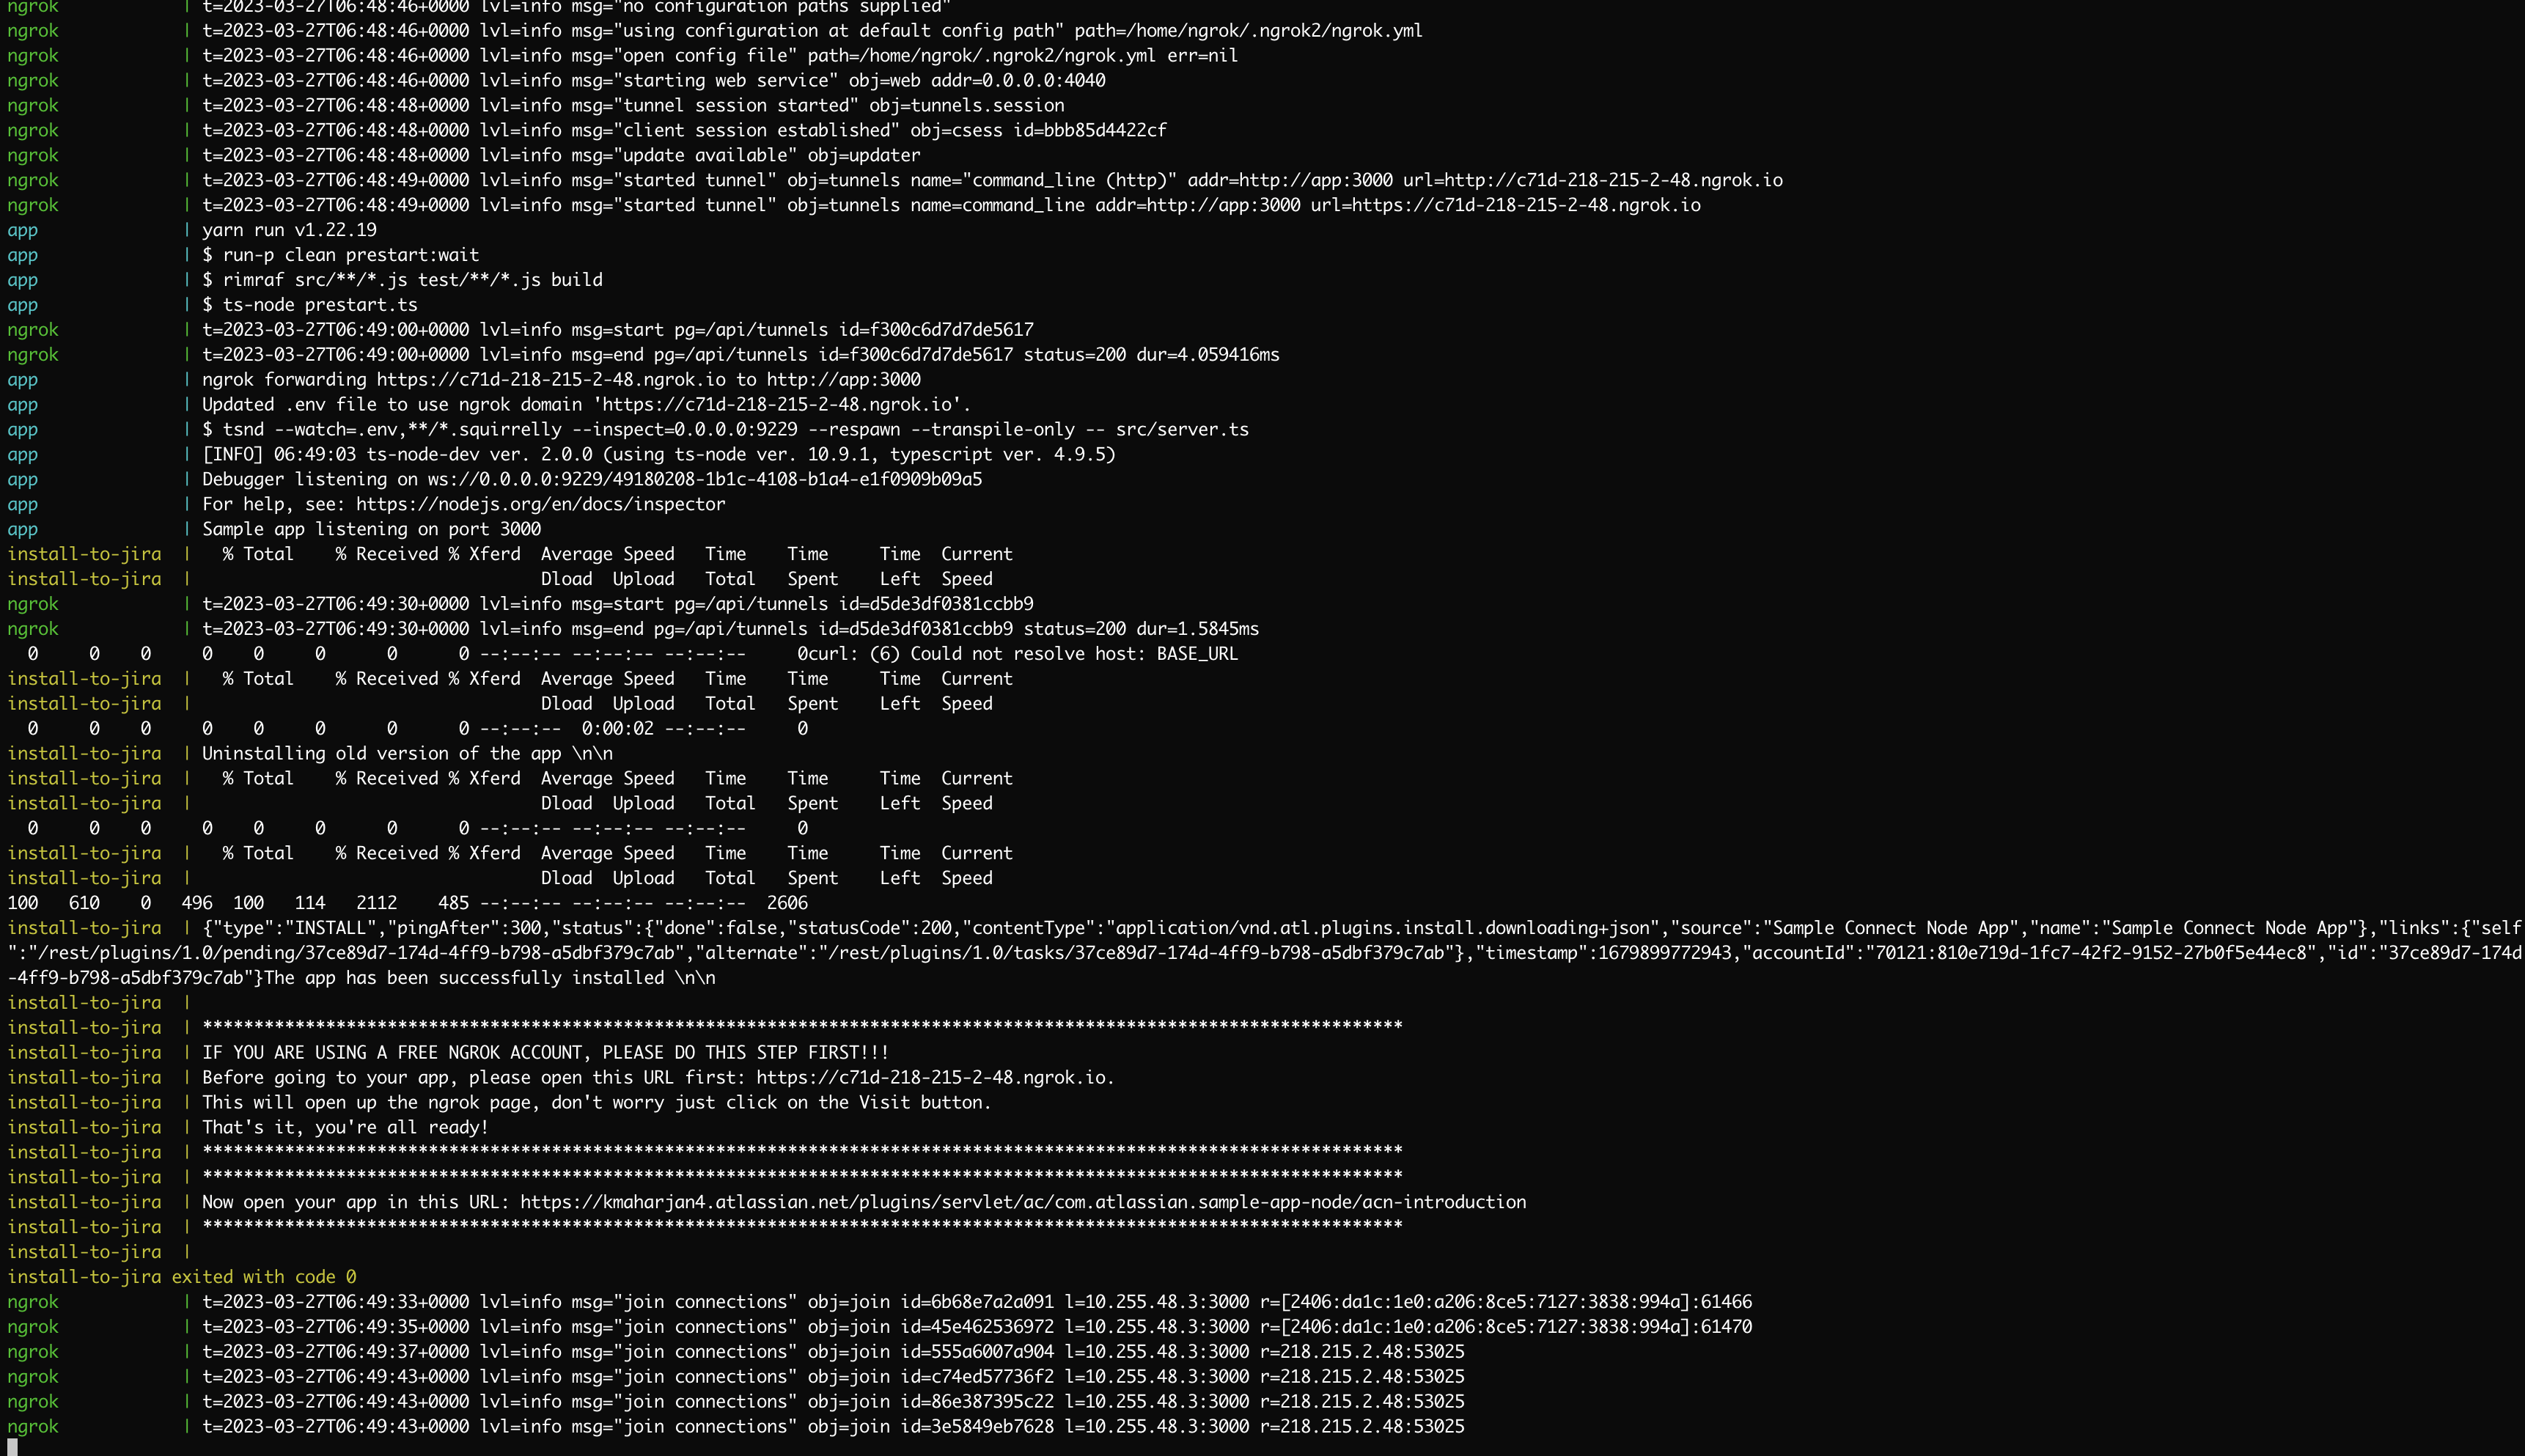 ngrok | t=2023-03-27T06:48:46+0000 lvl=info msg="no configuration paths supplied"
ngrok | t=2023-03-27T06:48:46+0000 lvl=info msg="using configuration at default config path" path=/home/ngrok/.ngrok2/ngrok.yml
ngrok | t=2023-03-27T06:48:46+0000 lvl=info msg="open config file" path=/home/ngrok/.ngrok2/ngrok.yml err=nil
ngrok | t=2023-03-27T06:48:46+0000 lvl=info msg="starting web service" obj=web addr=0.0.0.0:4040
ngrok | t=2023-03-27T06:48:48+0000 lvl=info msg="tunnel session started" obj=tunnels.session
ngrok | t=2023-03-27T06:48:48+0000 lvl=info msg="client session established" obj=csess id=bbb85d4422cf
ngrok | t=2023-03-27T06:48:48+0000 lvl=info msg="update available" obj=updater
ngrok | t=2023-03-27T06:48:49+0000 lvl=info msg="started tunnel" obj=tunnels name="command_line (http)" addr=http://app:3000 url=http://c71d-218-215-2-48.ngrok.io
ngrok | t=2023-03-27T06:48:49+0000 lvl=info msg="started tunnel" obj=tunnels name=command_line addr=http://app:3000 url=https://c71d-218-215-2-48.ngrok.io
app | yarn run v1.22.19
app | $ run-p clean prestart:wait
app | $ rimraf src/**/*.js test/**/*.js build
app | $ ts-node prestart.ts
ngrok | t=2023-03-27T06:49:00+0000 lvl=info msg=start pg=/api/tunnels id=f300c6d7d7de5617
ngrok | t=2023-03-27T06:49:00+0000 lvl=info msg=end pg=/api/tunnels id=f300c6d7d7de5617 status=200 dur=4.059416ms
app | ngrok forwarding https://c71d-218-215-2-48.ngrok.io to http://app:3000
app | Updated .env file to use ngrok domain 'https://c71d-218-215-2-48.ngrok.io'.
app | $ tsnd --watch=.env,**/*.squirrelly --inspect=0.0.0.0:9229 --respawn --transpile-only -- src/server.ts
app | [INFO] 06:49:03 ts-node-dev ver. 2.0.0 (using ts-node ver. 10.9.1, typescript ver. 4.9.5)
app | Debugger listening on ws://0.0.0.0:9229/49180208-1b1c-4108-b1a4-e1f0909b09a5
app | For help, see: https://nodejs.org/en/docs/inspector
app | Sample app listening on port 3000
install-to-jira | % Total % Received % Xferd Average Speed Time Time Time Current
install-to-jira | Dload Upload Total Spent Left Speed
ngrok | t=2023-03-27T06:49:30+0000 lvl=info msg=start pg=/api/tunnels id=d5de3df0381ccbb9
ngrok | t=2023-03-27T06:49:30+0000 lvl=info msg=end pg=/api/tunnels id=d5de3df0381ccbb9 status=200 dur=1.5845ms
0 0 0 0 0 0 0 0 --:--:-- --:--:-- --:--:-- 0curl: (6) Could not resolve host: BASE_URL
install-to-jira | % Total % Received % Xferd Average Speed Time Time Time Current
install-to-jira | Dload Upload Total Spent Left Speed
0 0 0 0 0 0 0 0 --:--:-- 0:00:02 --:--:-- 0
install-to-jira | Uninstalling old version of the app \n\n
install-to-jira | % Total % Received % Xferd Average Speed Time Time Time Current
install-to-jira | Dload Upload Total Spent Left Speed
0 0 0 0 0 0 0 0 --:--:-- --:--:-- --:--:-- 0
install-to-jira | % Total % Received % Xferd Average Speed Time Time Time Current
install-to-jira | Dload Upload Total Spent Left Speed
100 610 0 496 100 114 2112 485 --:--:-- --:--:-- --:--:-- 2606
install-to-jira | {"type":"INSTALL","pingAfter":300,"status":{"done":false,"statusCode":200,"contentType":"application/vnd.atl.plugins.install.downloading+json","source":"Sample Connect Node App","name":"Sample Connect Node App"},"links":{"self
":"/rest/plugins/1.0/pending/37ce89d7-174d-4ff9-b798-a5dbf379c7ab","alternate":"/rest/plugins/1.0/tasks/37ce89d7-174d-4ff9-b798-a5dbf379c7ab"},"timestamp":1679899772943,"accountId":"70121:810e719d-1fc7-42f2-9152-27b0f5e44ec8","id":"37ce89d7-174d
-4ff9-b798-a5dbf379c7ab"}The app has been successfully installed \n\n
install-to-jira |
install-to-jira | *********************************************************************************************************************
install-to-jira | IF YOU ARE USING A FREE NGROK ACCOUNT, PLEASE DO THIS STEP FIRST!!!
install-to-jira | Before going to your app, please open this URL first: https://c71d-218-215-2-48.ngrok.io.
install-to-jira | This will open up the ngrok page, don't worry just click on the Visit button.
install-to-jira | That's it, you're all ready!
install-to-jira | *********************************************************************************************************************
install-to-jira | *********************************************************************************************************************
install-to-jira | Now open your app in this URL: https://kmaharjan4.atlassian.net/plugins/servlet/ac/com.atlassian.sample-app-node/acn-introduction
install-to-jira | *********************************************************************************************************************
install-to-jira |
install-to-jira exited with code 0
ngrok | t=2023-03-27T06:49:33+0000 lvl=info msg="join connections" obj=join id=6b68e7a2a091 l=10.255.48.3:3000 r=[2406:da1c:1e0:a206:8ce5:7127:3838:994a]:61466
ngrok | t=2023-03-27T06:49:35+0000 lvl=info msg="join connections" obj=join id=45e462536972 l=10.255.48.3:3000 r=[2406:da1c:1e0:a206:8ce5:7127:3838:994a]:61470
ngrok | t=2023-03-27T06:49:37+0000 lvl=info msg="join connections" obj=join id=555a6007a904 l=10.255.48.3:3000 r=218.215.2.48:53025
ngrok | t=2023-03-27T06:49:43+0000 lvl=info msg="join connections" obj=join id=c74ed57736f2 l=10.255.48.3:3000 r=218.215.2.48:53025
ngrok | t=2023-03-27T06:49:43+0000 lvl=info msg="join connections" obj=join id=86e387395c22 l=10.255.48.3:3000 r=218.215.2.48:53025
ngrok | t=2023-03-27T06:49:43+0000 lvl=info msg="join connections" obj=join id=3e5849eb7628 l=10.255.48.3:3000 r=218.215.2.48:53025